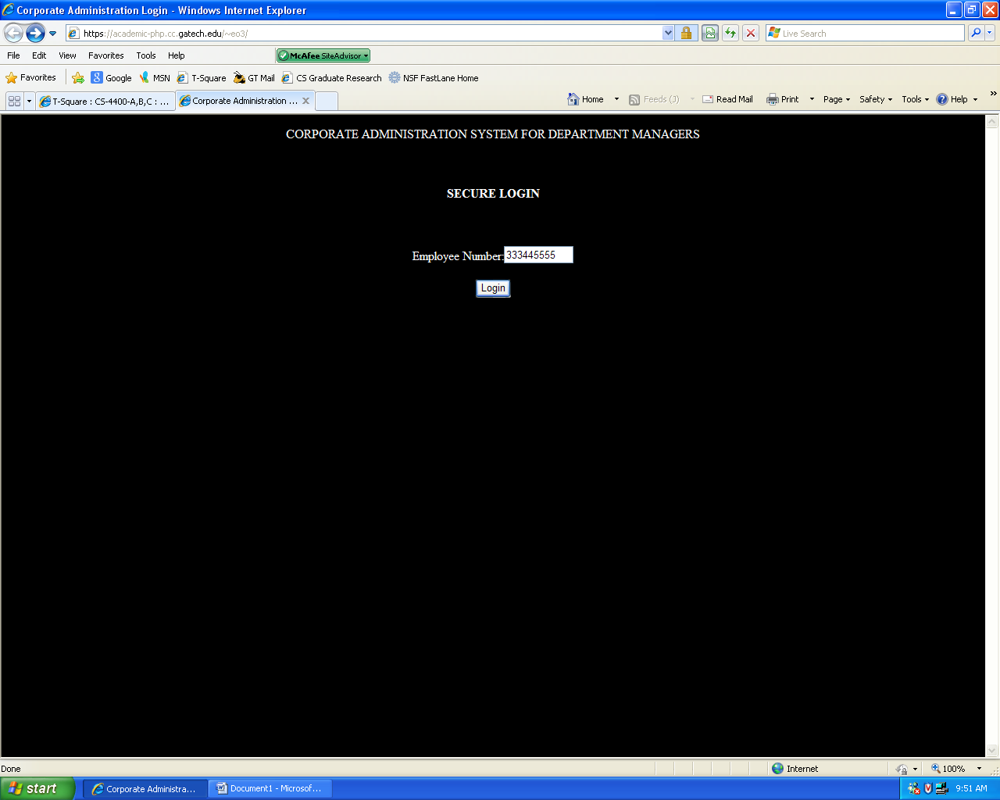 Corporate Administration Login - Windows Internet Explorer
https://academic-php.cc.gatech.edu/~eo3/
Live Search
File Edit View Favorites Tools Help McAfee SiteAdvisor
Favorites Google MSN T-Square GT Mail CS Graduate Research NSF FastLane Home
T-Square : CS-4400-A,B,C : ... Corporate Administration ... Home Feeds (J) Read Mail Print Page Safety Tools Help
CORPORATE ADMINISTRATION SYSTEM FOR DEPARTMENT MANAGERS
SECURE LOGIN
Employee Number: 333445555
Login
Done Internet 100%
start Corporate Administra... Document1 - Microsof... 9:51 AM